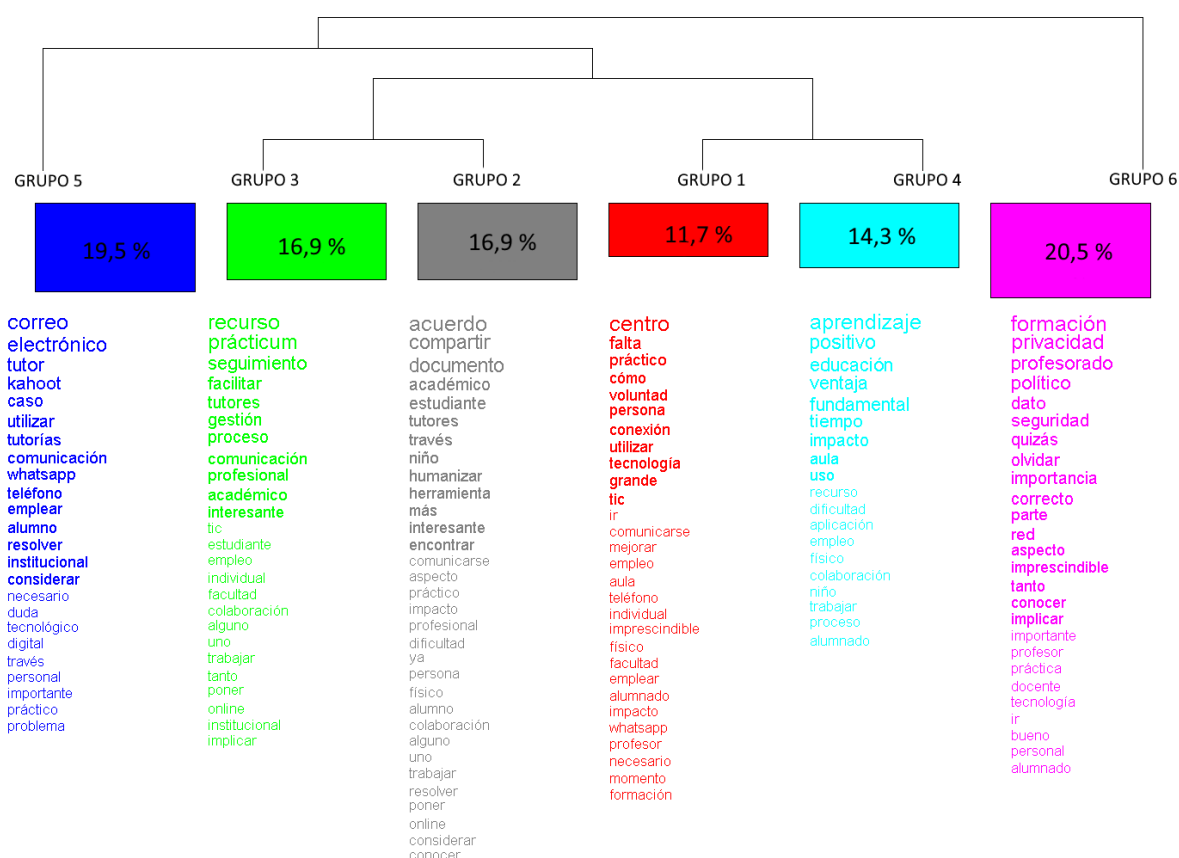 GRUPO 5
GRUPO 3
GRUPO 2
GRUPO 1
GRUPO 4
GRUPO 6
19,5 %
16,9 %
16,9 %
11,7 %
14,3 %
20,5 %
correo
electrónico
tutor
kahoot
caso
utilizar
tutorías
comunicación
whatsapp
teléfono
emplear
alumno
resolver
institucional
considerar
necesario
duda
tecnológico
digital
través
personal
importante
práctico
problema
recurso
prácticum
seguimiento
facilitar
tutores
gestión
proceso
comunicación
profesional
académico
interesante
tic
estudiante
empleo
individual
facultad
colaboración
alguno
uno
trabajar
tanto
poner
online
institucional
implicar
acuerdo
compartir
documento
académico
estudiante
tutores
través
niño
humanizar
herramienta
más
interesante
encontrar
comunicarse
aspecto
práctico
impacto
profesional
dificultad
ya
persona
físico
alumno
colaboración
alguno
uno
trabajar
resolver
poner
online
considerar
conocer
centro
falta
práctico
cómo
voluntad
persona
conexión
utilizar
tecnología
grande
tic
ir
comunicarse
mejorar
empleo
aula
teléfono
individual
imprescindible
físico
facultad
emplear
alumnado
impacto
whatsapp
profesor
necesario
momento
formación
aprendizaje
positivo
educación
ventaja
fundamental
tiempo
impacto
aula
uso
recurso
dificultad
aplicación
empleo
físico
colaboración
niño
trabajar
proceso
alumnado
formación
privacidad
profesorado
político
dato
seguridad
quizás
olvidar
importancia
correcto
parte
red
aspecto
imprescindible
tanto
conocer
implicar
importante
profesor
práctica
docente
tecnología
ir
bueno
personal
alumnado